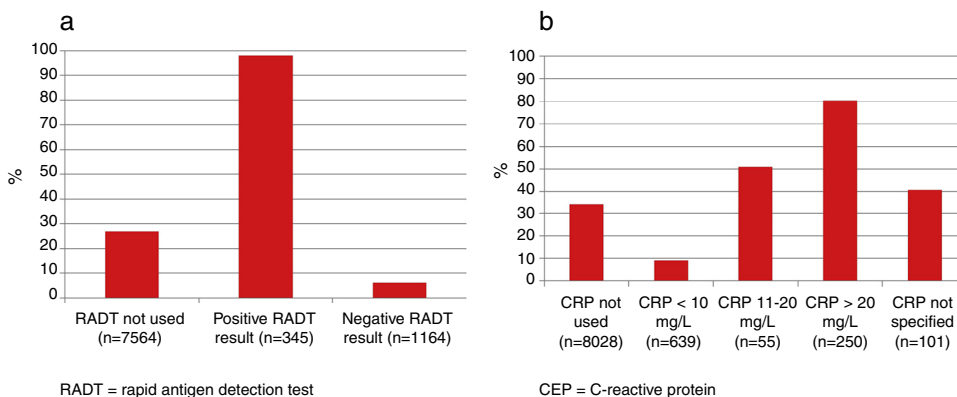 a
100
90
80
70
60
50
40
30
20
10
0
%
RADT not used
(n=7564)
Positive RADT
result (n=345)
Negative RADT
result (n=1164)
RADT = rapid antigen detection test
b
100
90
80
70
60
50
40
30
20
10
0
%
CRP not
used
(n=8028)
CRP < 10
mg/L
(n=639)
CRP 11-20
mg/L
(n=55)
CRP > 20
mg/L
(n=250)
CRP not
specified
(n=101)
CEP = C-reactive protein